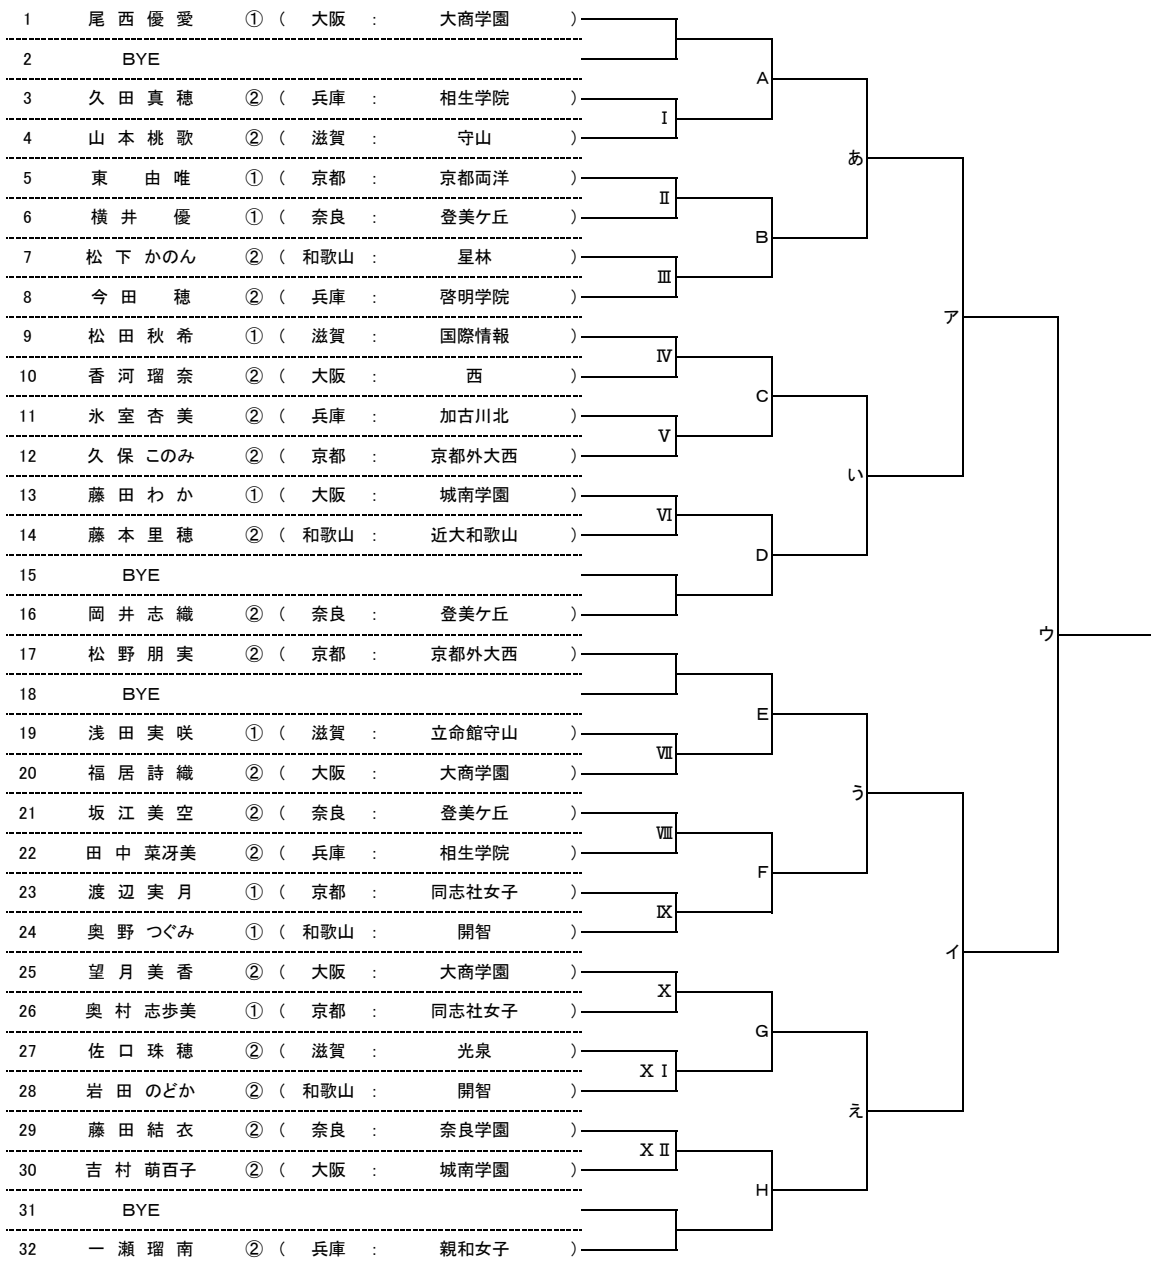 1 尾 西 優 愛 ① ( 大阪 : 大商学園 )
2 BYE
A
3 久 田 真 穂 ② ( 兵庫 : 相生学院 )
Ⅰ
4 山 本 桃 歌 ② ( 滋賀 : 守山 )
あ
5 東 由 唯 ① ( 京都 : 京都両洋 )
Ⅱ
6 横 井 優 ① ( 奈良 : 登美ケ丘 )
B
7 松 下 かのん ② ( 和歌山 : 星林 )
Ⅲ
8 今 田 穂 ② ( 兵庫 : 啓明学院 )
ア
9 松 田 秋 希 ① ( 滋賀 : 国際情報 )
Ⅳ
10 香 河 瑠 奈 ② ( 大阪 : 西 )
C
11 氷 室 杏 美 ② ( 兵庫 : 加古川北 )
Ⅴ
12 久 保 このみ ② ( 京都 : 京都外大西 )
い
13 藤 田 わ か ① ( 大阪 : 城南学園 )
Ⅵ
14 藤 本 里 穂 ② ( 和歌山 : 近大和歌山 )
D
15 BYE
16 岡 井 志 織 ② ( 奈良 : 登美ケ丘 )
ウ
17 松 野 朋 実 ② ( 京都 : 京都外大西 )
18 BYE
E
19 浅 田 実 咲 ① ( 滋賀 : 立命館守山 )
Ⅶ
20 福 居 詩 織 ② ( 大阪 : 大商学園 )
う
21 坂 江 美 空 ② ( 奈良 : 登美ケ丘 )
Ⅷ
22 田 中 菜冴美 ② ( 兵庫 : 相生学院 )
F
23 渡 辺 実 月 ① ( 京都 : 同志社女子 )
Ⅸ
24 奥 野 つぐみ ① ( 和歌山 : 開智 )
イ
25 望 月 美 香 ② ( 大阪 : 大商学園 )
Ⅹ
26 奥 村 志歩美 ① ( 京都 : 同志社女子 )
G
27 佐 口 珠 穂 ② ( 滋賀 : 光泉 )
ⅩⅠ
28 岩 田 のどか ② ( 和歌山 : 開智 )
え
29 藤 田 結 衣 ② ( 奈良 : 奈良学園 )
ⅩⅡ
30 吉 村 萌百子 ② ( 大阪 : 城南学園 )
H
31 BYE
32 一 瀬 瑠 南 ② ( 兵庫 : 親和女子 )